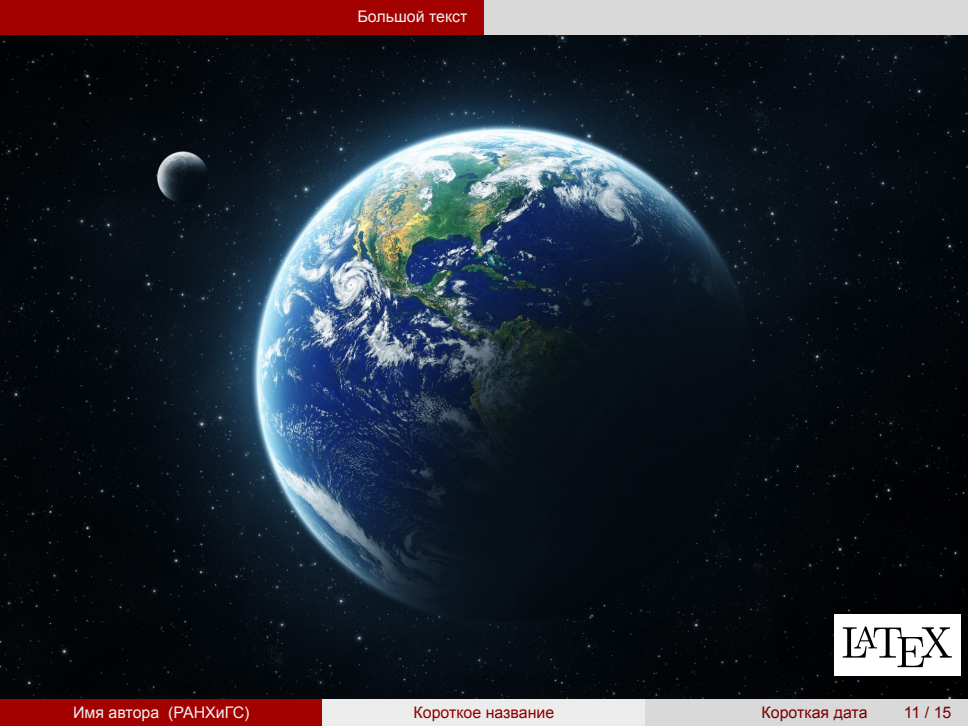 Большой текст
LATEX
Имя автора (РАНХиГС)
Короткое название
Короткая дата
11 / 15